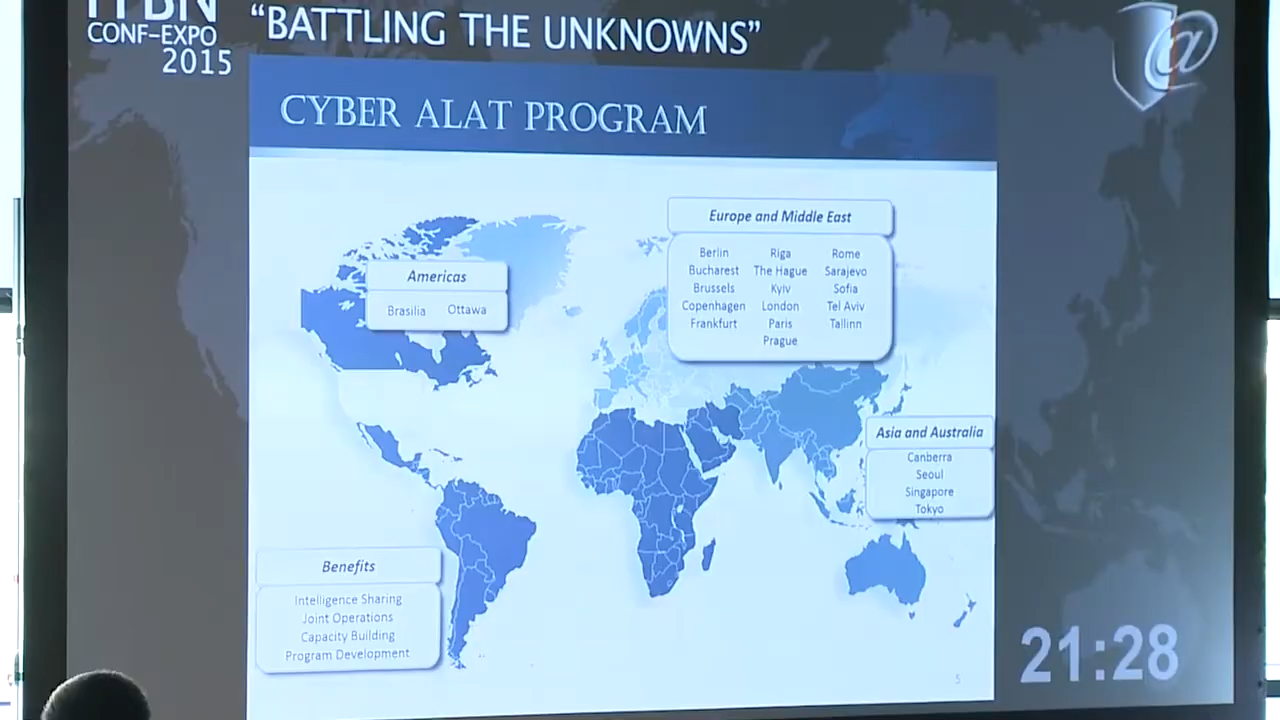 ITBN
CONF-EXPO
2015
“BATTLING THE UNKNOWNS”
CYBER ALAT PROGRAM
Americas
Brasilia Ottawa
Europe and Middle East
Berlin Riga Rome
Bucharest The Hague Sarajevo
Brussels Kyiv Sofia
Copenhagen London Tel Aviv
Frankfurt Paris Tallinn
Prague
Asia and Australia
Canberra
Seoul
Singapore
Tokyo
Benefits
Intelligence Sharing
Joint Operations
Capacity Building
Program Development
5
21:28
@